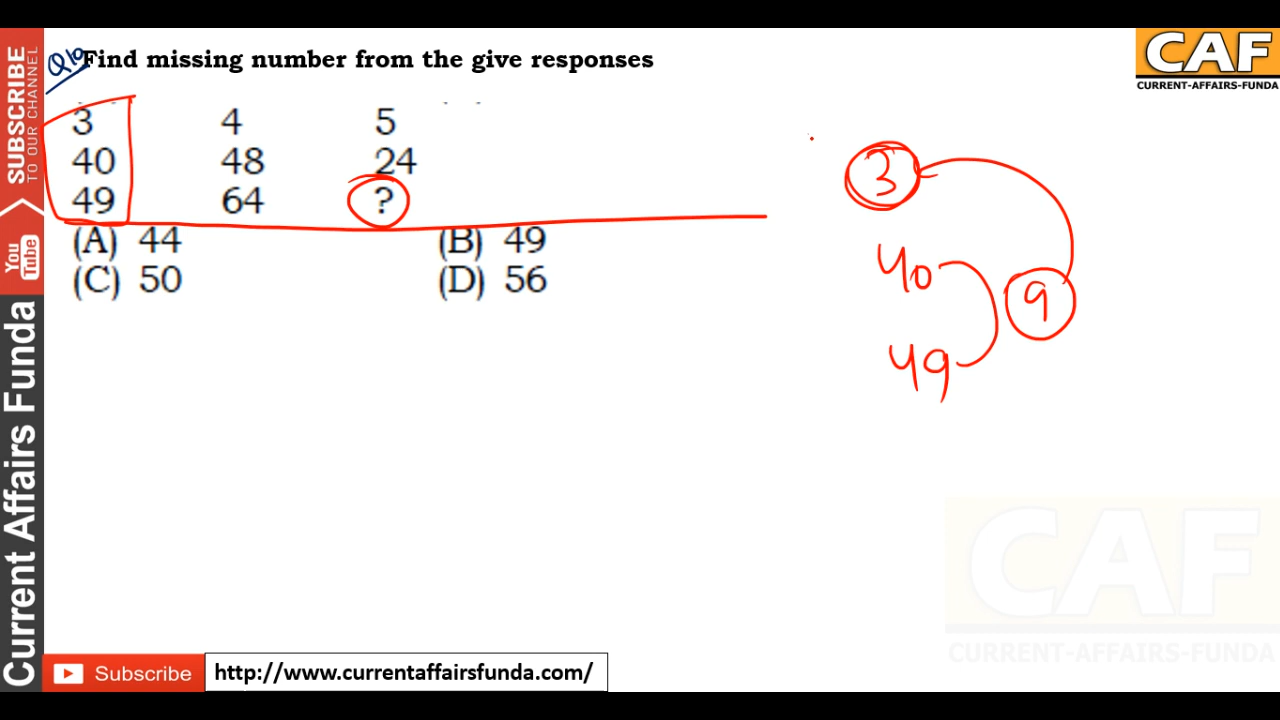 Q10
Find missing number from the give responses
3 4 5
40 48 24
49 64 ?
(A) 44 (B) 49
(C) 50 (D) 56
3
40
9
49
CAF
CURRENT-AFFAIRS-FUNDA
SUBSCRIBE
TO OUR CHANNEL
You Tube
Current Affairs Funda
CAF
CURRENT-AFFAIRS-FUNDA
Subscribe
http://www.currentaffairsfunda.com/